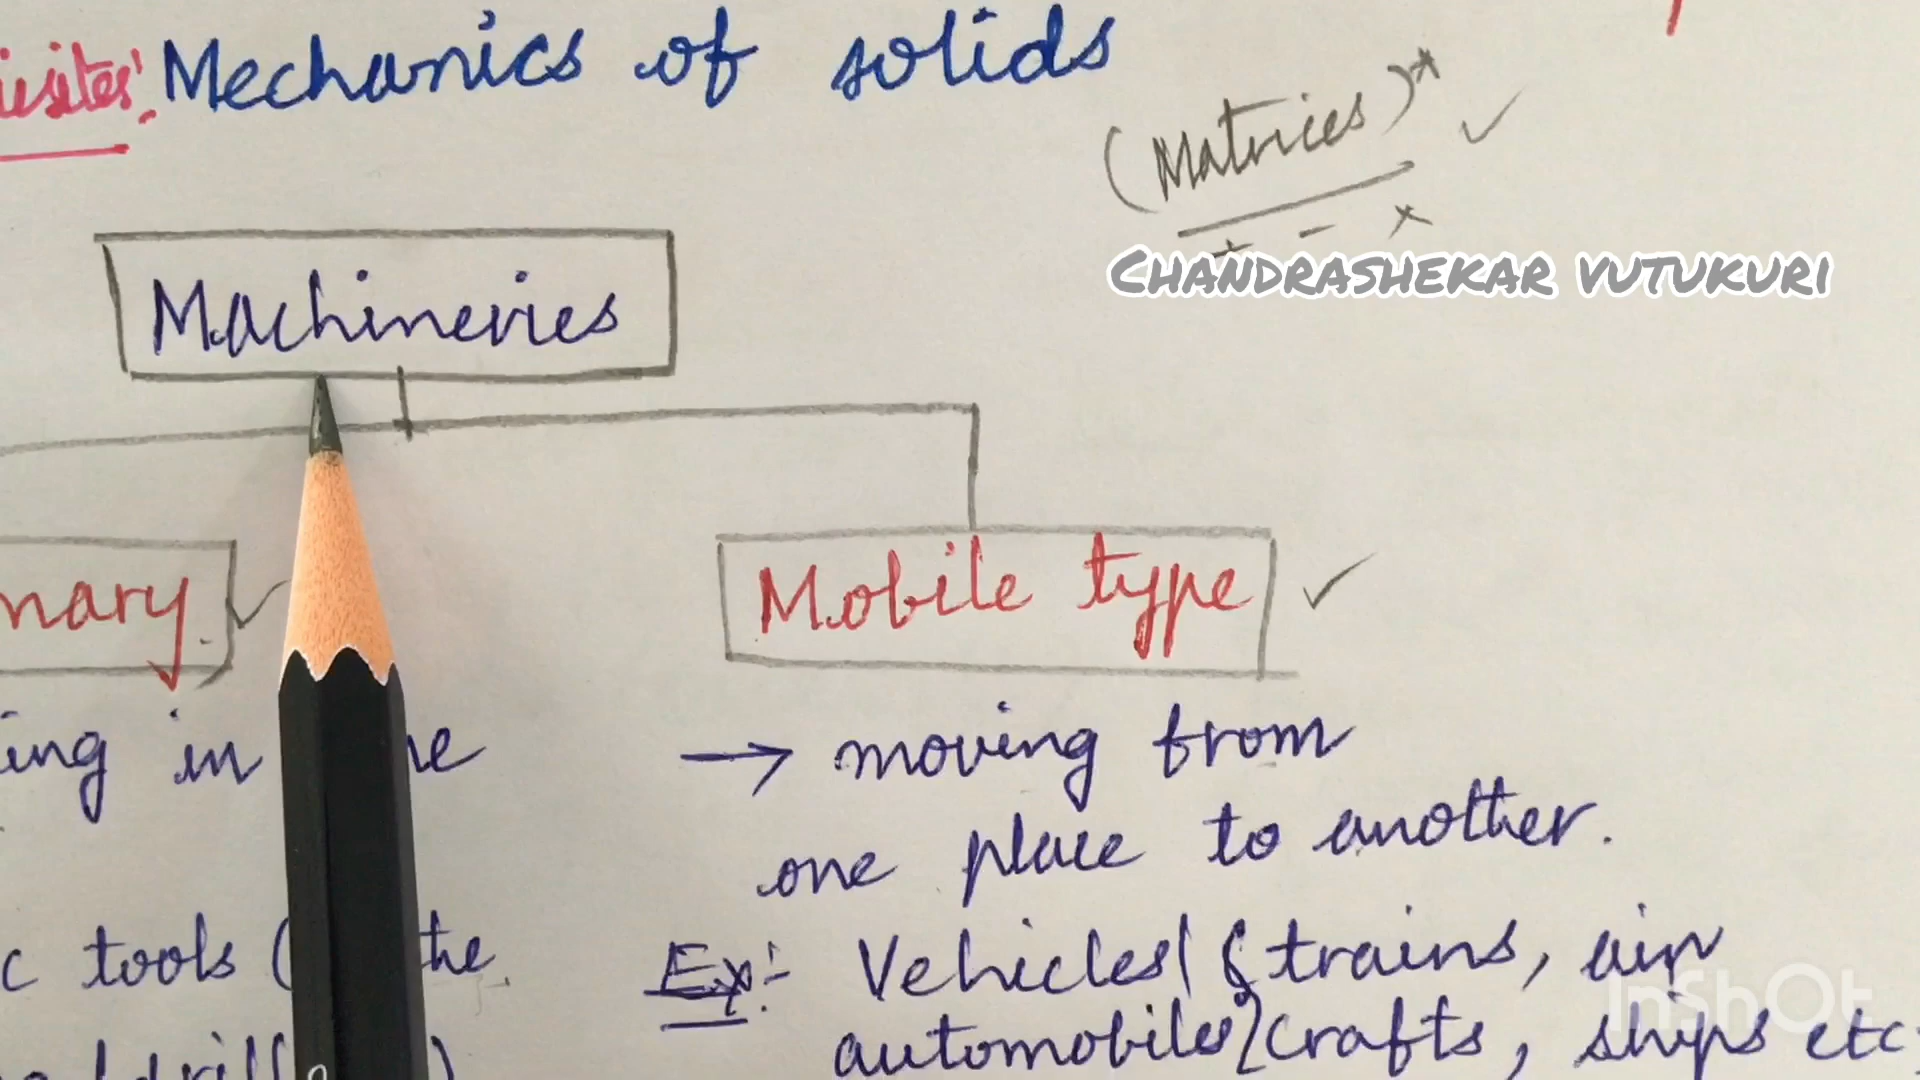 Mechanics of solids
(Matrices)*
+ - x
CHANDRASHEKAR VUTUKURI
Machineries
Mobile type
ing in
→ moving from
one place to another.
c tools (
Ex:- Vehicles/ & trains, air
automobiles crafts, ships etc;
InShOt